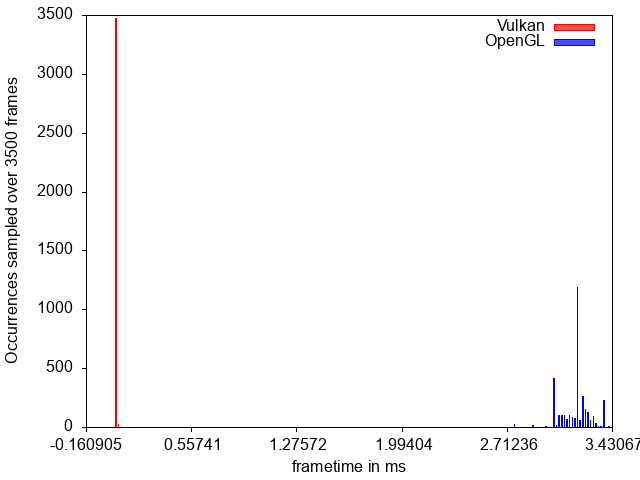 3500
Vulkan
OpenGL
3000
2500
2000
1500
1000
500
0
Occurrences sampled over 3500 frames
-0.160905 0.55741 1.27572 1.99404 2.71236 3.43067
frametime in ms